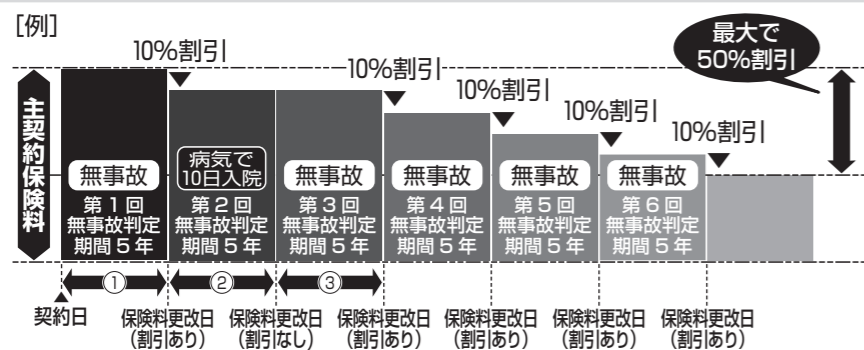 [例]
10%割引
10%割引
10%割引
10%割引
10%割引
最大で
50%割引
主契約保険料
無事故
第1回
無事故判定
期間5年
病気で
10日入院
第2回
無事故判定
期間5年
無事故
第3回
無事故判定
期間5年
無事故
第4回
無事故判定
期間5年
無事故
第5回
無事故判定
期間5年
無事故
第6回
無事故判定
期間5年
①
②
③
契約日
保険料更改日
(割引あり)
保険料更改日
(割引なし)
保険料更改日
(割引あり)
保険料更改日
(割引あり)
保険料更改日
(割引あり)
保険料更改日
(割引あり)